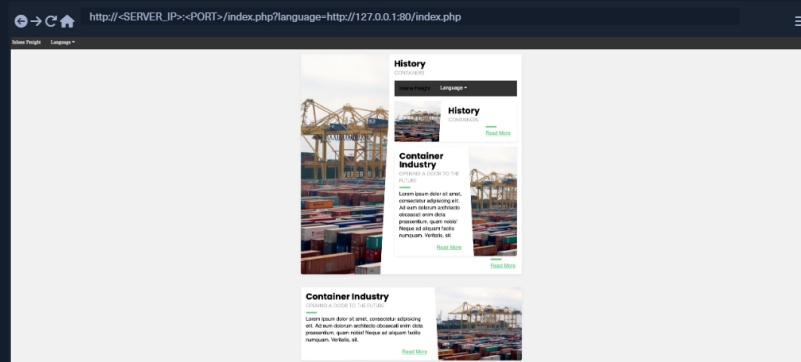 http://<SERVER_IP>:<PORT>/index.php?language=http://127.0.0.1:80/index.php
Inlane Freight Language
History
CONTAINERS
Inlane Freight Language
History
CONTAINERS
Read More
Container
Industry
OPENING A DOOR TO THE
FUTURE
Lorem ipsum dolor sit amet,
consectetur adipisicing elit.
Ad eum dolorum architecto
obcaecati enim dicta
praesentium, quam nobis!
Neque ad aliquam facilis
numquam. Veritatis, sit.
Read More
Read More
Container Industry
OPENING A DOOR TO THE FUTURE
Lorem ipsum dolor sit amet, consectetur adipisicing
elit. Ad eum dolorum architecto obcaecati enim dicta
praesentium, quam nobis! Neque ad aliquam facilis
numquam. Veritatis, sit.
Read More